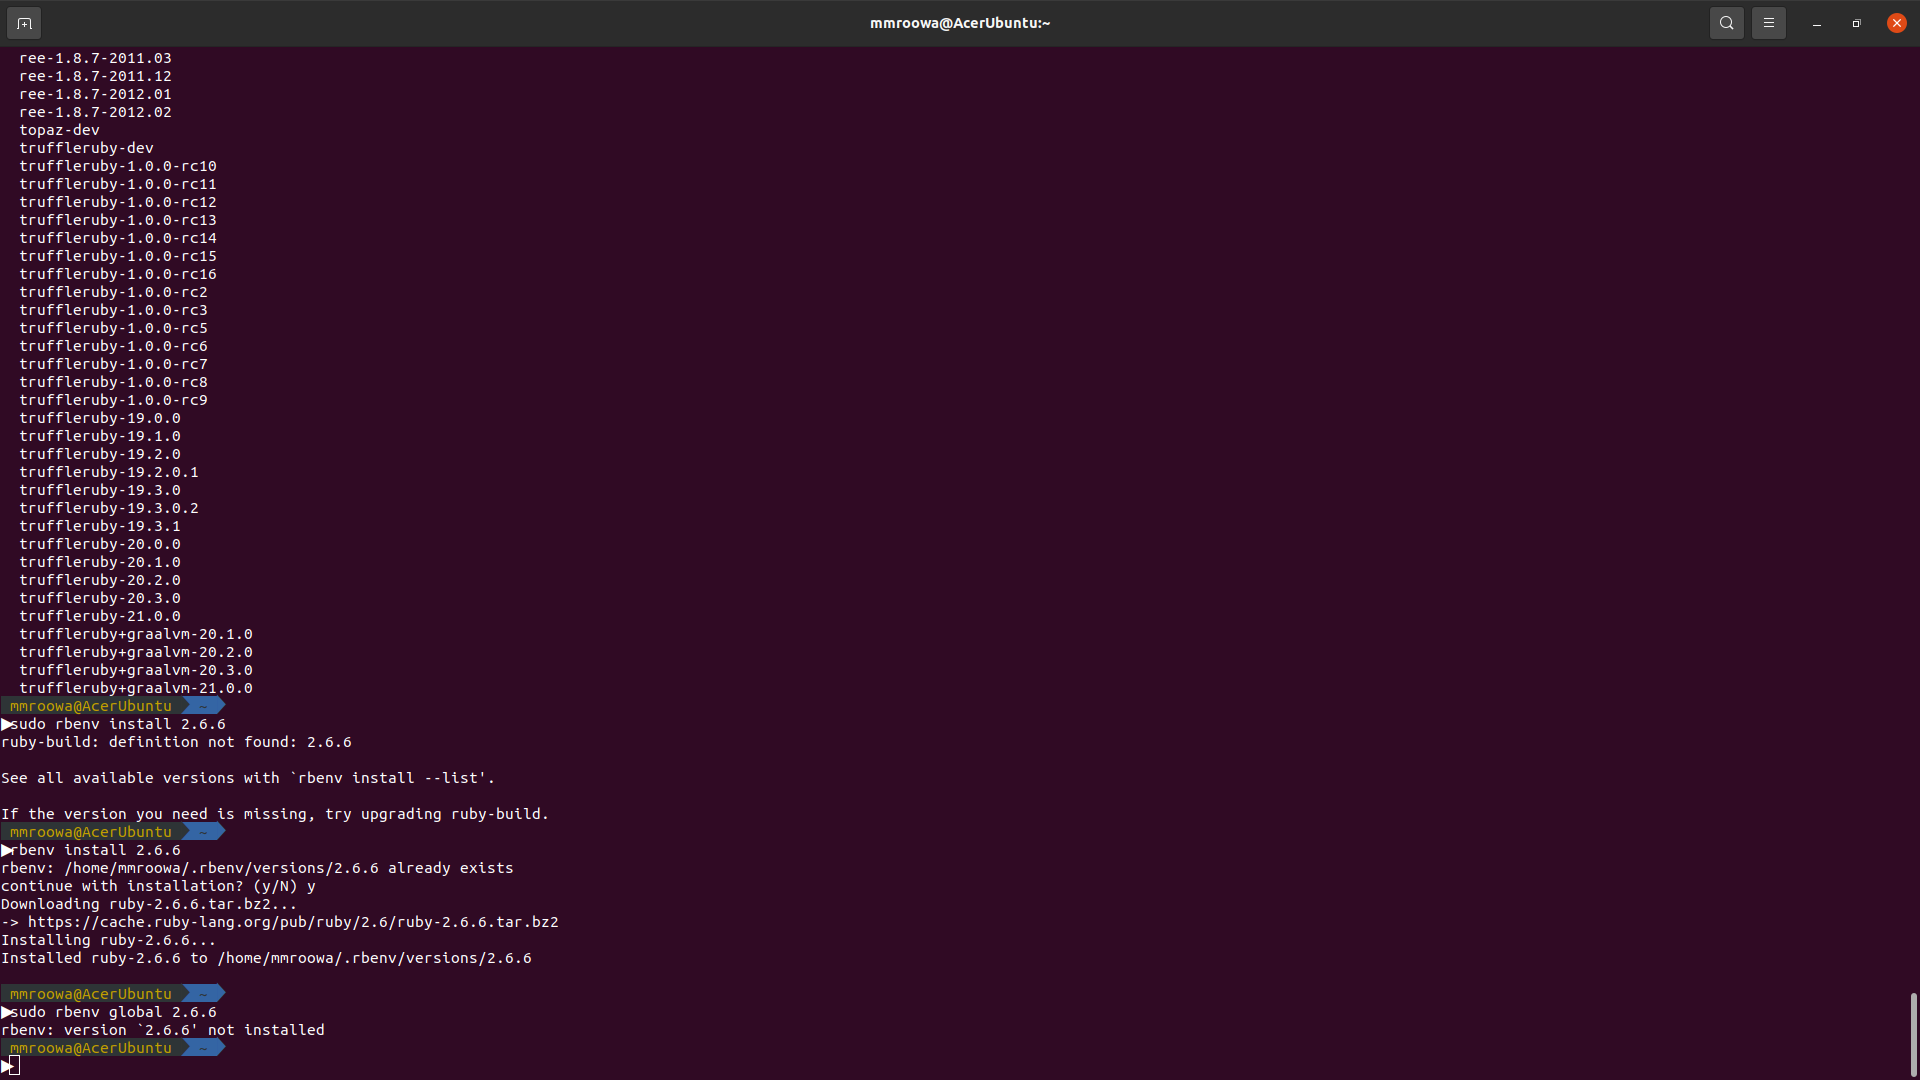 mmroowa@AcerUbuntu:~
ree-1.8.7-2011.03
ree-1.8.7-2011.12
ree-1.8.7-2012.01
ree-1.8.7-2012.02
topaz-dev
truffleruby-dev
truffleruby-1.0.0-rc10
truffleruby-1.0.0-rc11
truffleruby-1.0.0-rc12
truffleruby-1.0.0-rc13
truffleruby-1.0.0-rc14
truffleruby-1.0.0-rc15
truffleruby-1.0.0-rc16
truffleruby-1.0.0-rc2
truffleruby-1.0.0-rc3
truffleruby-1.0.0-rc5
truffleruby-1.0.0-rc6
truffleruby-1.0.0-rc7
truffleruby-1.0.0-rc8
truffleruby-1.0.0-rc9
truffleruby-19.0.0
truffleruby-19.1.0
truffleruby-19.2.0
truffleruby-19.2.0.1
truffleruby-19.3.0
truffleruby-19.3.0.2
truffleruby-19.3.1
truffleruby-20.0.0
truffleruby-20.1.0
truffleruby-20.2.0
truffleruby-20.3.0
truffleruby-21.0.0
truffleruby+graalvm-20.1.0
truffleruby+graalvm-20.2.0
truffleruby+graalvm-20.3.0
truffleruby+graalvm-21.0.0
mmroowa@AcerUbuntu ~
sudo rbenv install 2.6.6
ruby-build: definition not found: 2.6.6
See all available versions with `rbenv install --list'.
If the version you need is missing, try upgrading ruby-build.
mmroowa@AcerUbuntu ~
rbenv install 2.6.6
rbenv: /home/mmroowa/.rbenv/versions/2.6.6 already exists
continue with installation? (y/N) y
Downloading ruby-2.6.6.tar.bz2...
-> https://cache.ruby-lang.org/pub/ruby/2.6/ruby-2.6.6.tar.bz2
Installing ruby-2.6.6...
Installed ruby-2.6.6 to /home/mmroowa/.rbenv/versions/2.6.6
mmroowa@AcerUbuntu ~
sudo rbenv global 2.6.6
rbenv: version `2.6.6' not installed
mmroowa@AcerUbuntu ~